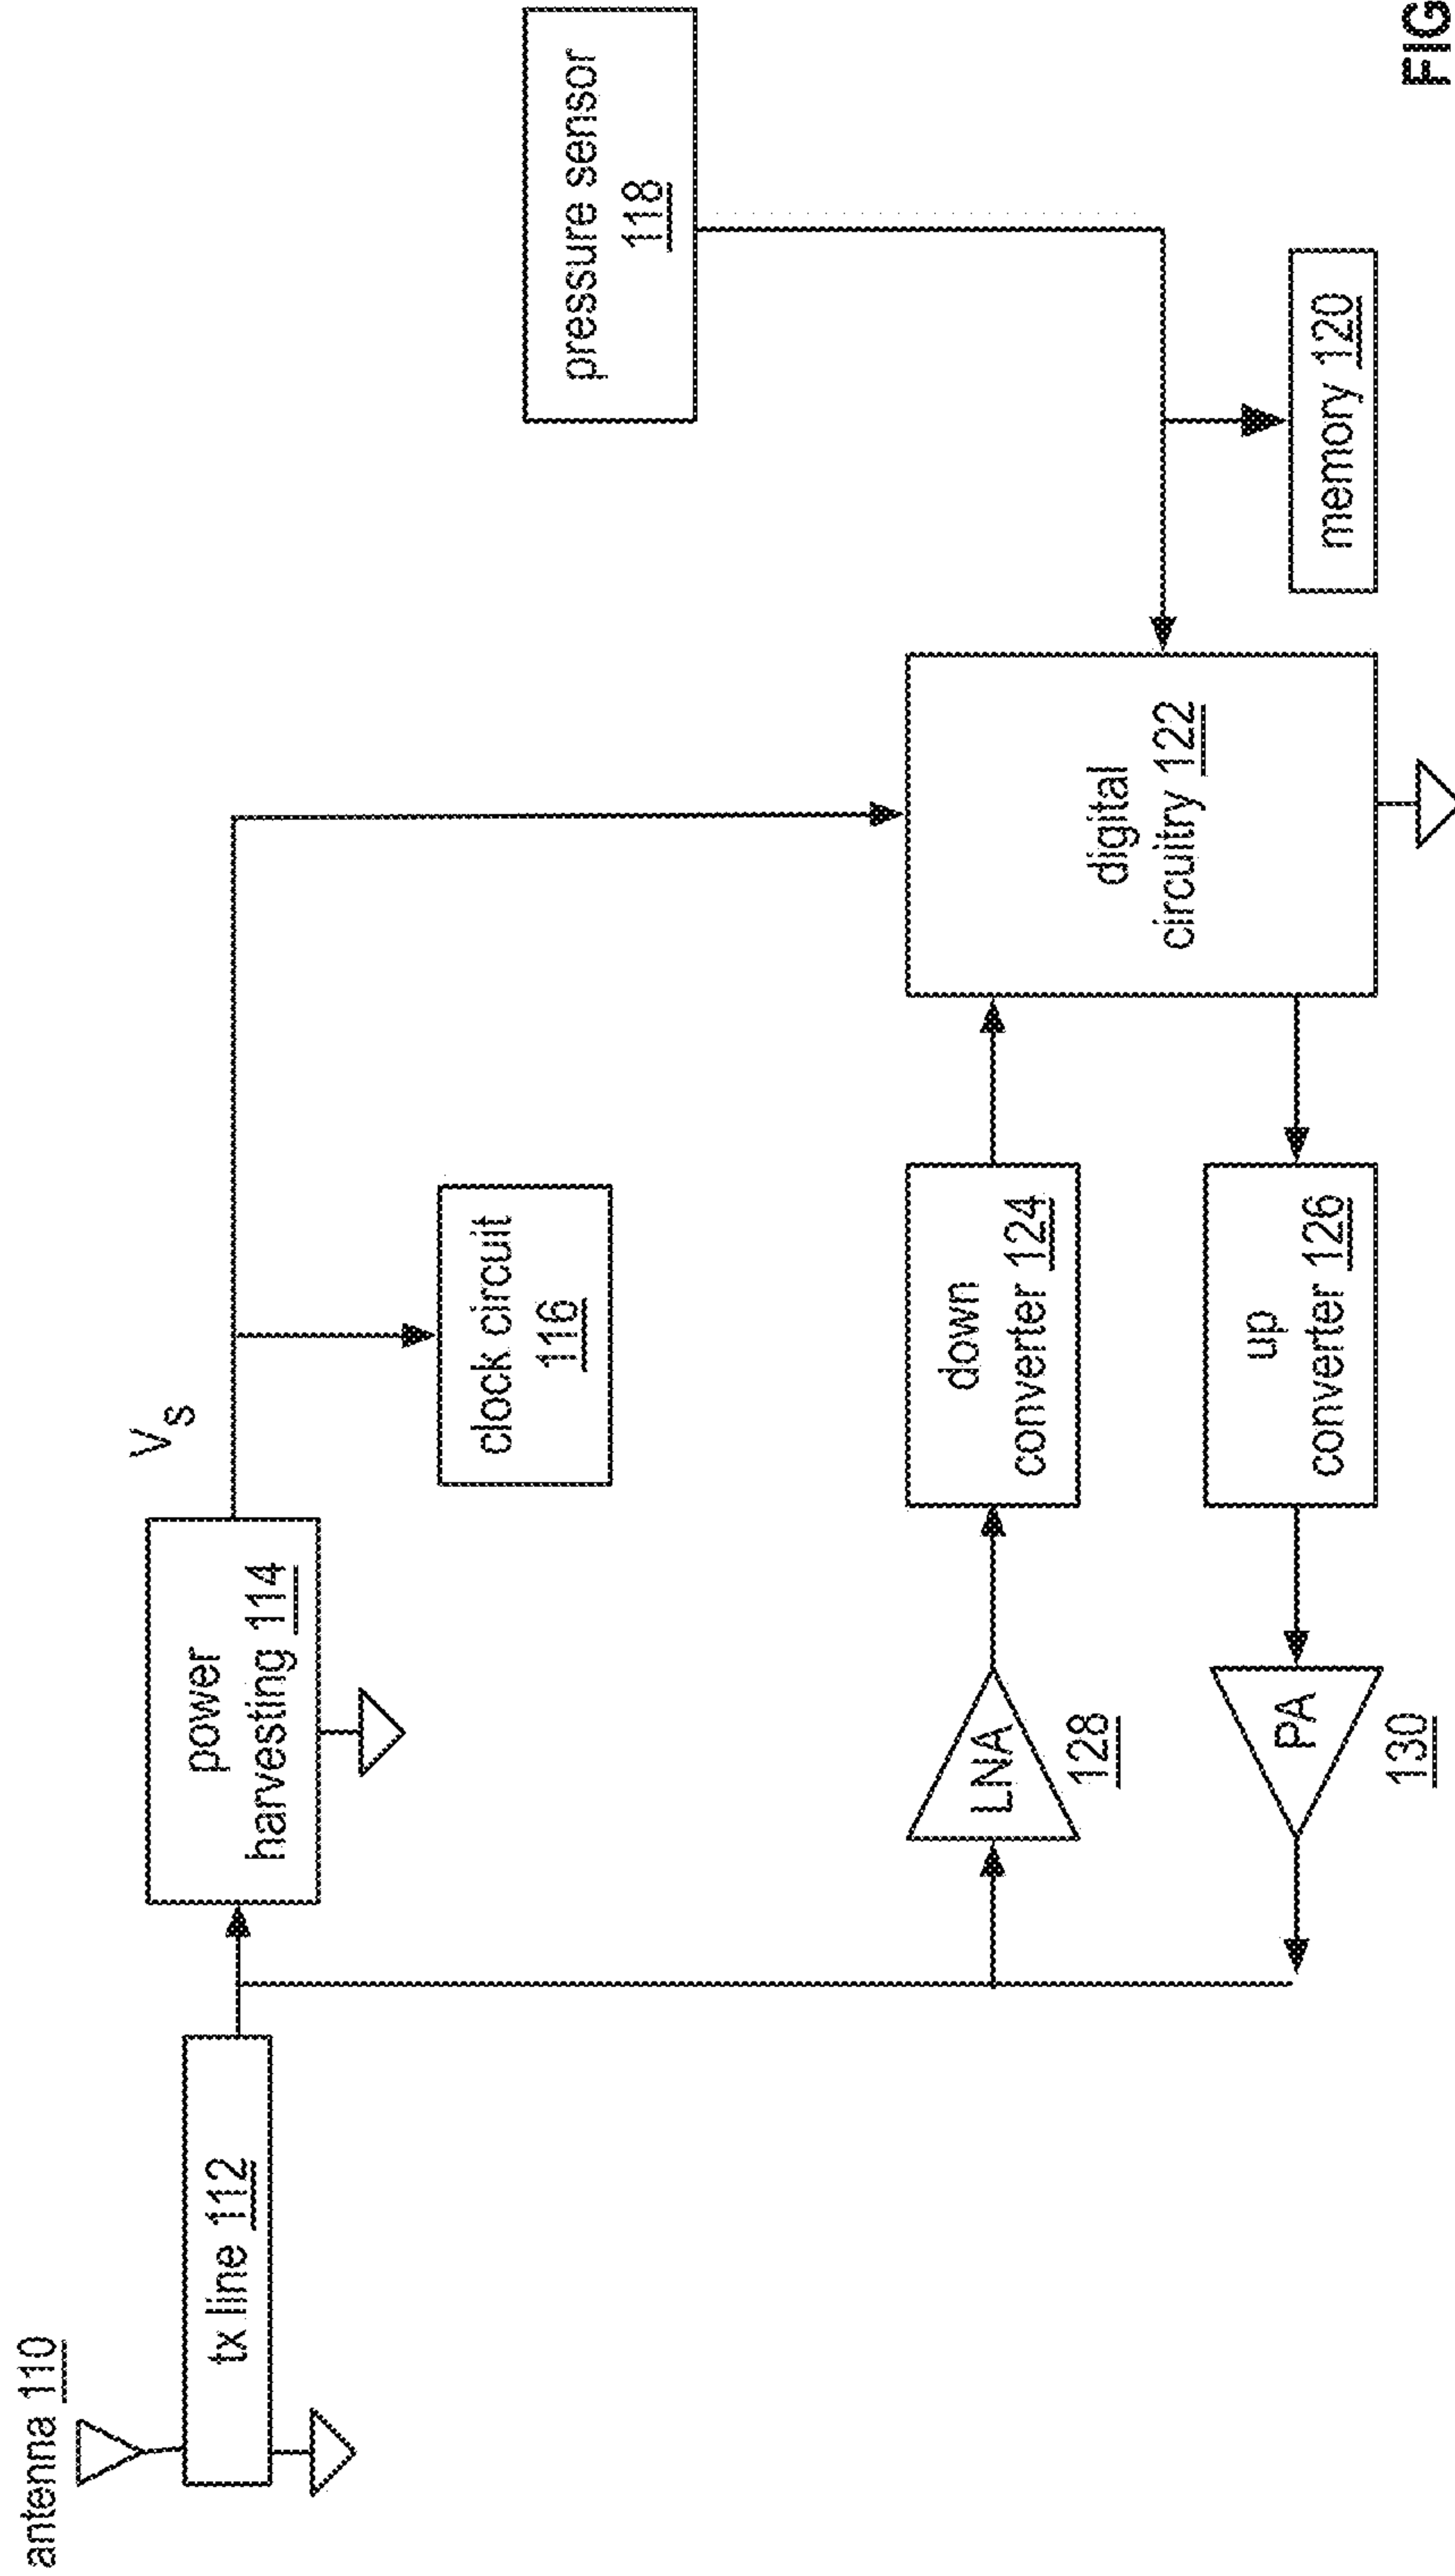 antenna 110
tx line 112
power
harvesting 114
V_S
clock circuit
116
pressure sensor
118
LNA
128
down
converter 124
digital
circuitry 122
memory 120
up
converter 126
PA
130
FIG